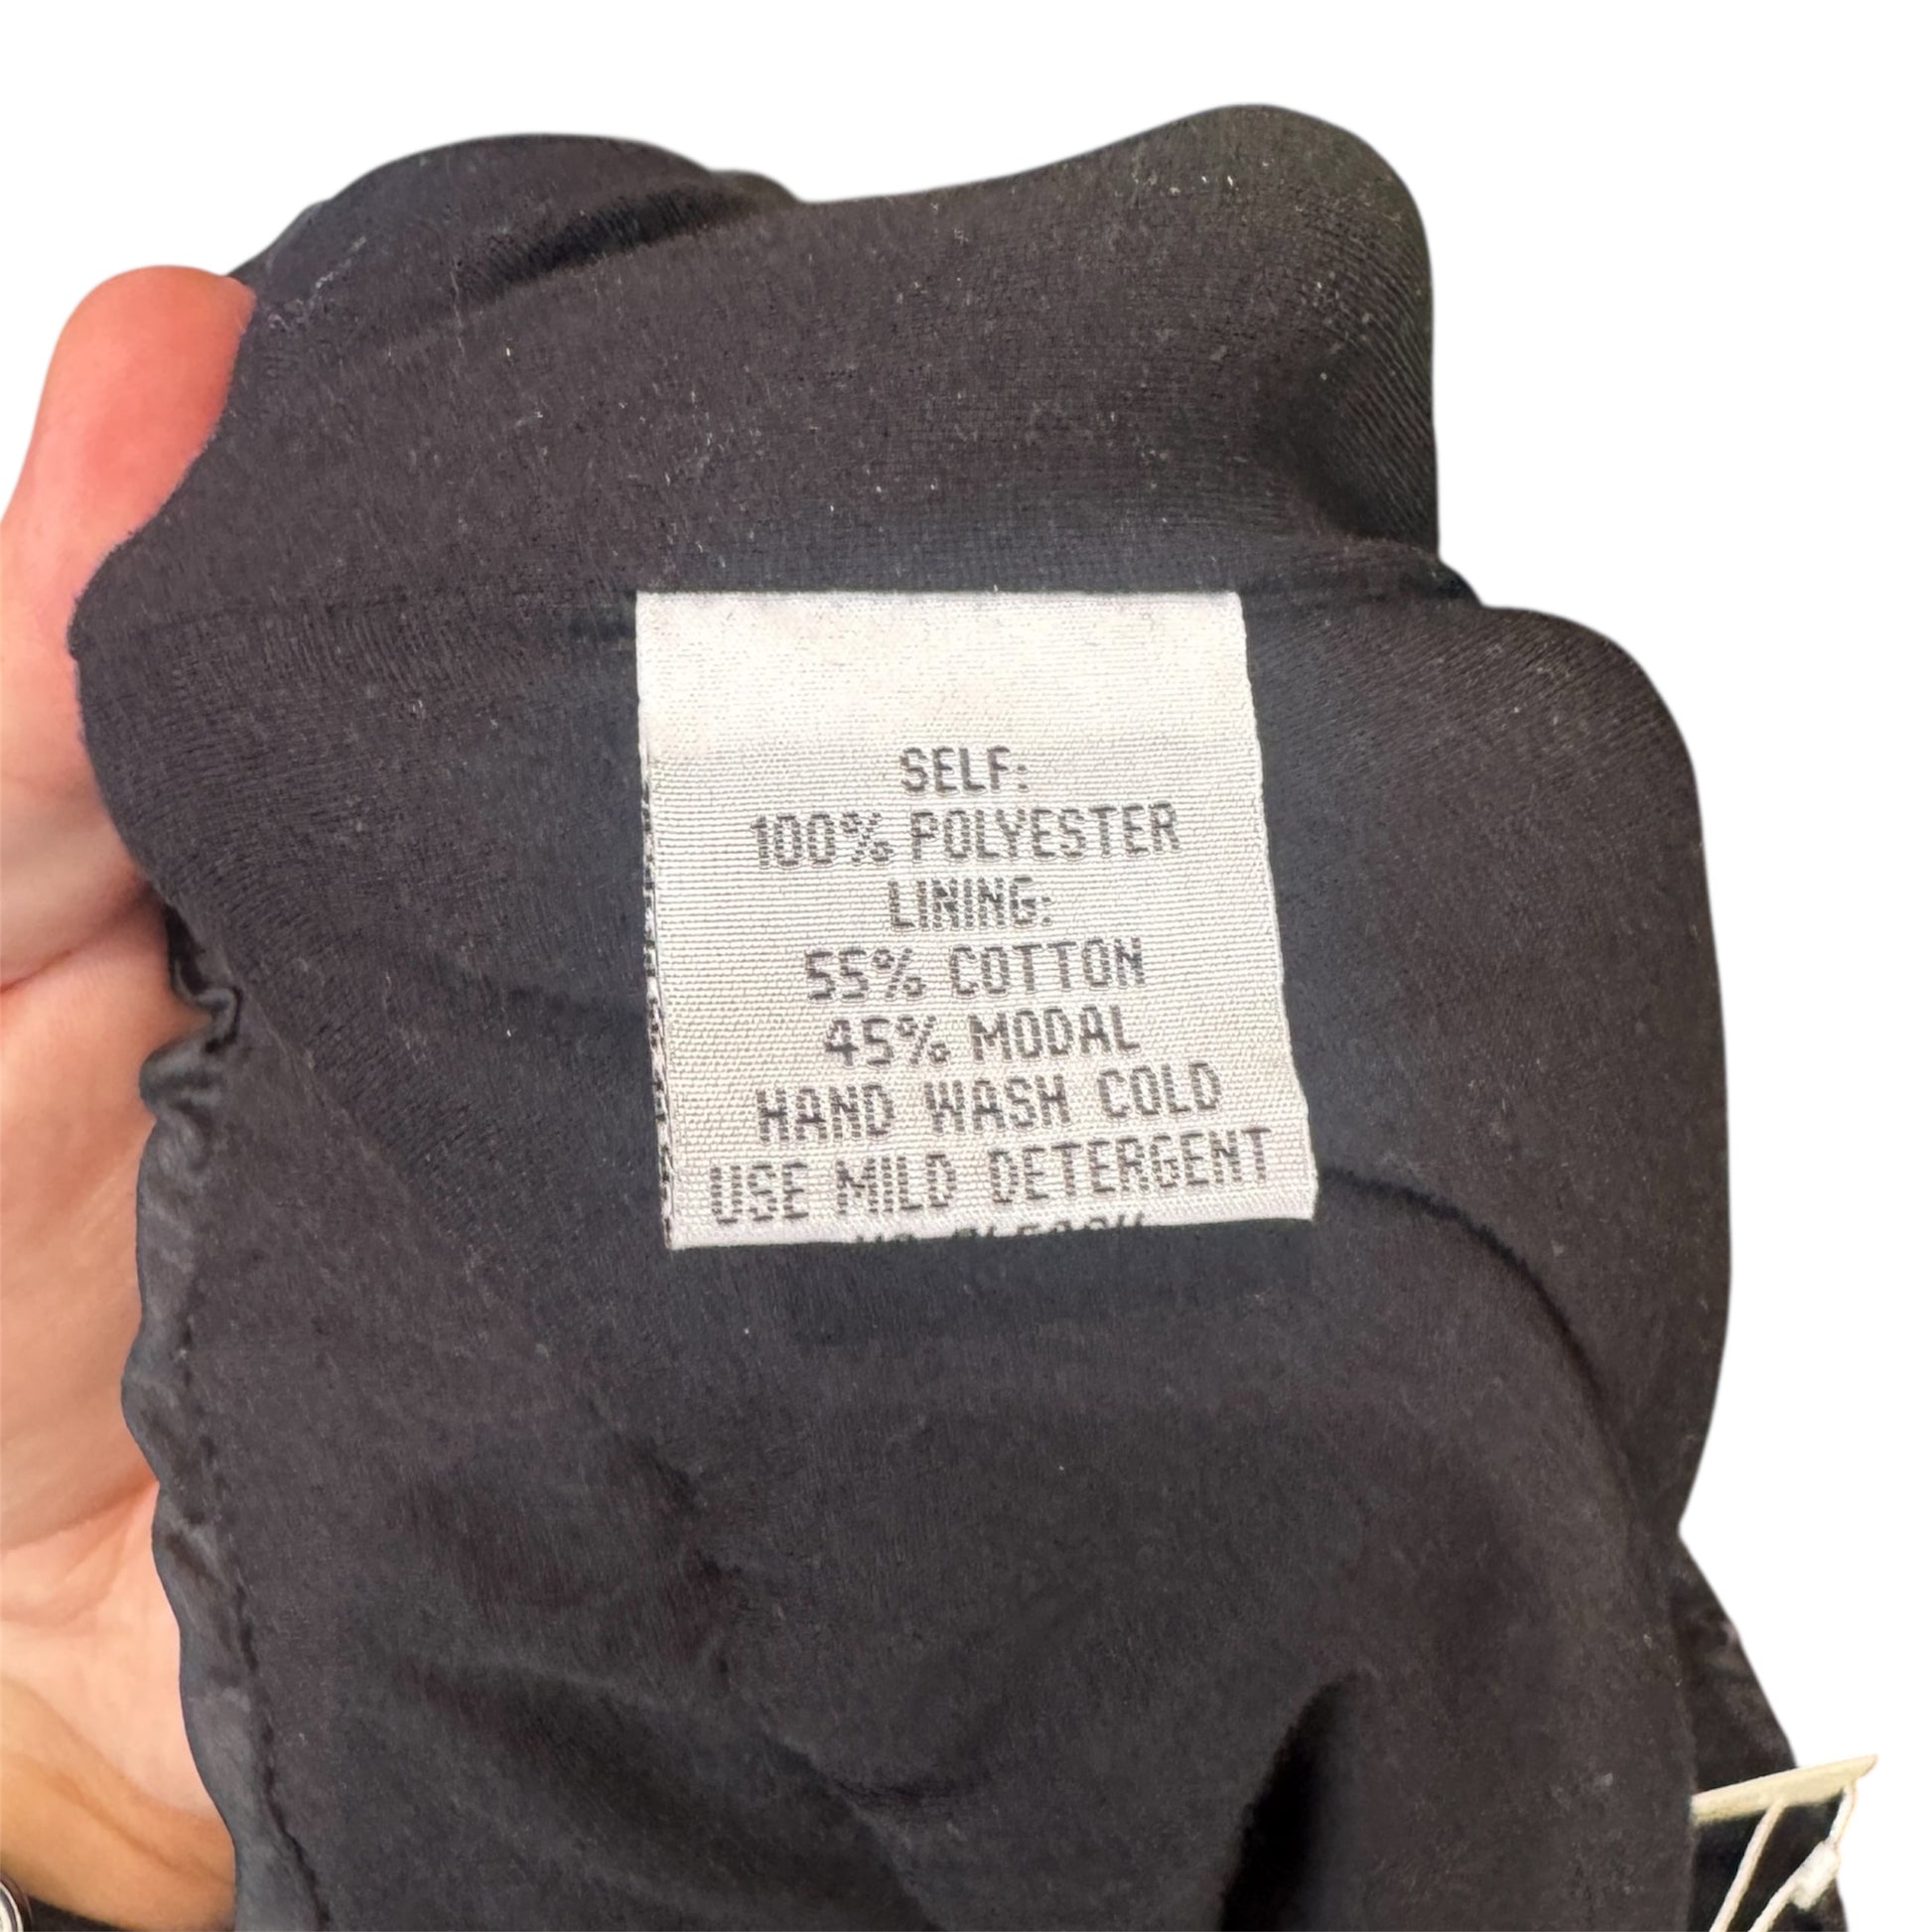 SELF:
100% POLYESTER
LINING:
55% COTTON
45% MODAL
HAND WASH COLD
USE MILD DETERGENT